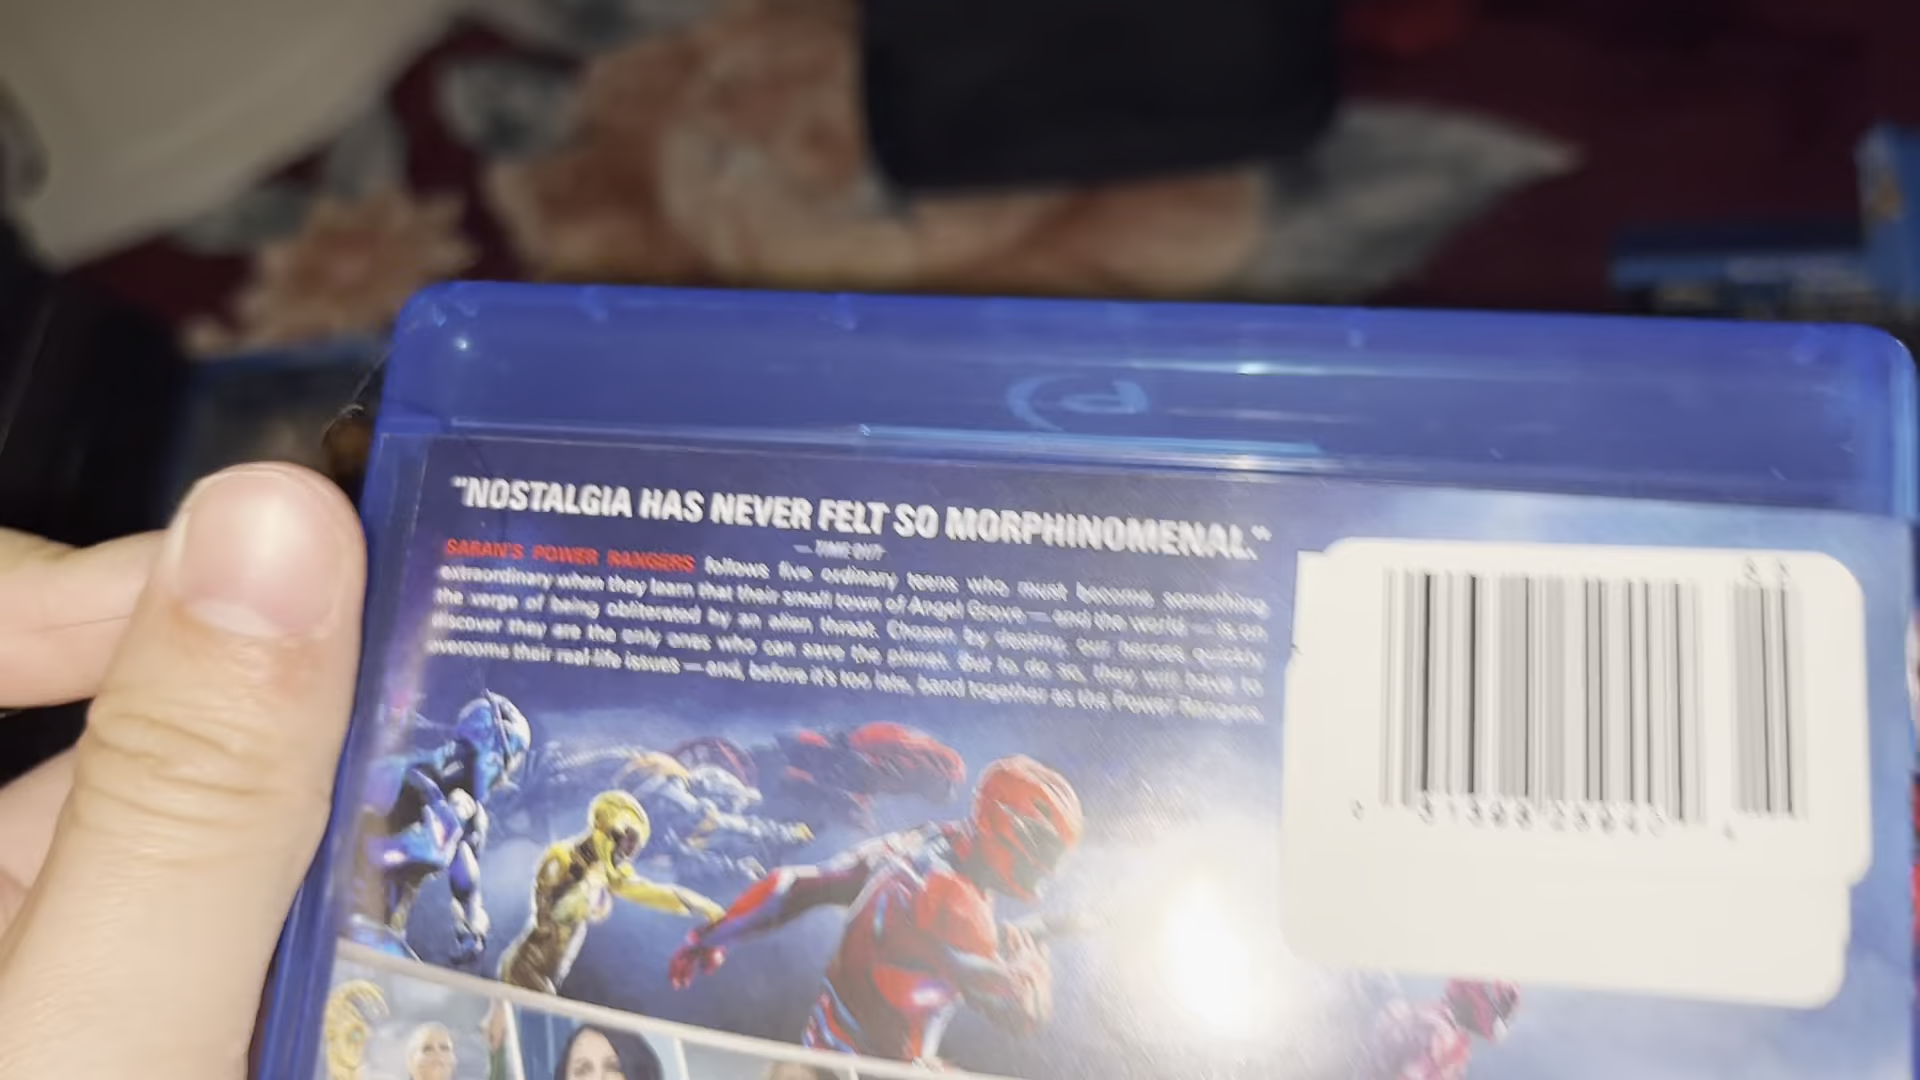 "NOSTALGIA HAS NEVER FELT SO MORPHINOMENAL."
— TIME OUT
SABAN'S POWER RANGERS follows five ordinary teens who must become something
extraordinary when they learn that their small town of Angel Grove — and the world — is on
the verge of being obliterated by an alien threat. Chosen by destiny, our heroes quickly
discover they are the only ones who can save the planet. But to do so, they will have to
overcome their real-life issues — and, before it's too late, band together as the Power Rangers.